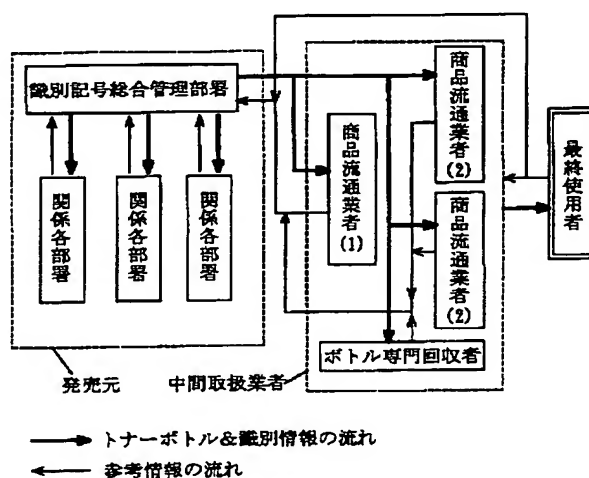 識別記号総合管理部署
関係各部署
関係各部署
関係各部署
発売元
商品流通業者
(1)
商品流通業者
(2)
商品流通業者
(2)
ボトル専門回収者
中間取扱業者
最終使用者
トナーボトル&識別情報の流れ
参考情報の流れ